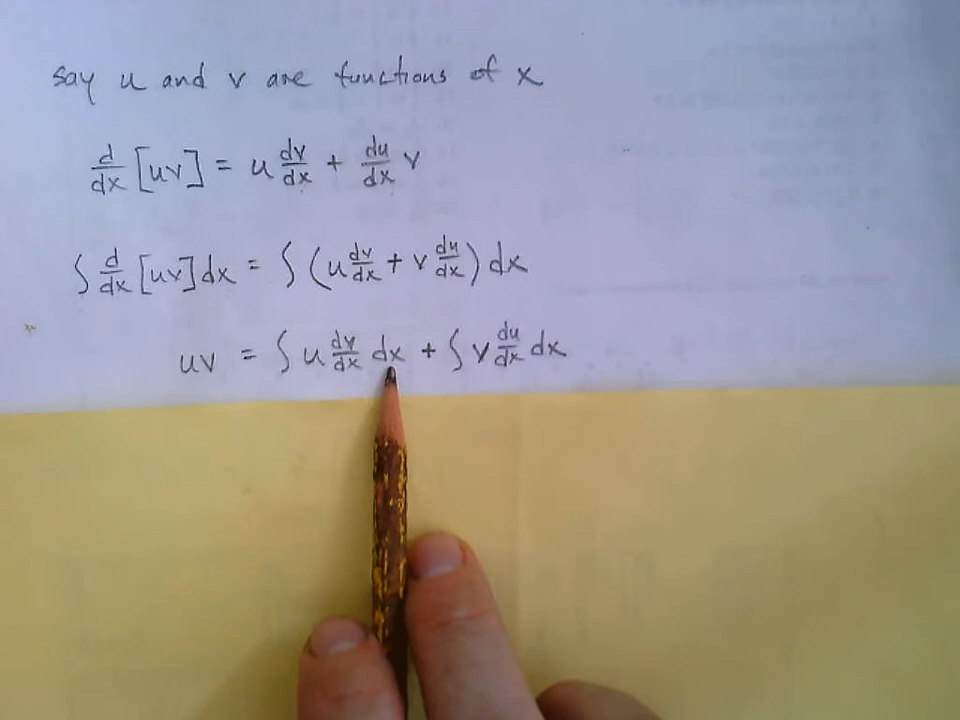 say u and v are functions of x
d/dx [uv] = u dv/dx + du/dx v
∫ d/dx [uv] dx = ∫ (u dv/dx + v du/dx) dx
uv = ∫ u dv/dx dx + ∫ v du/dx dx